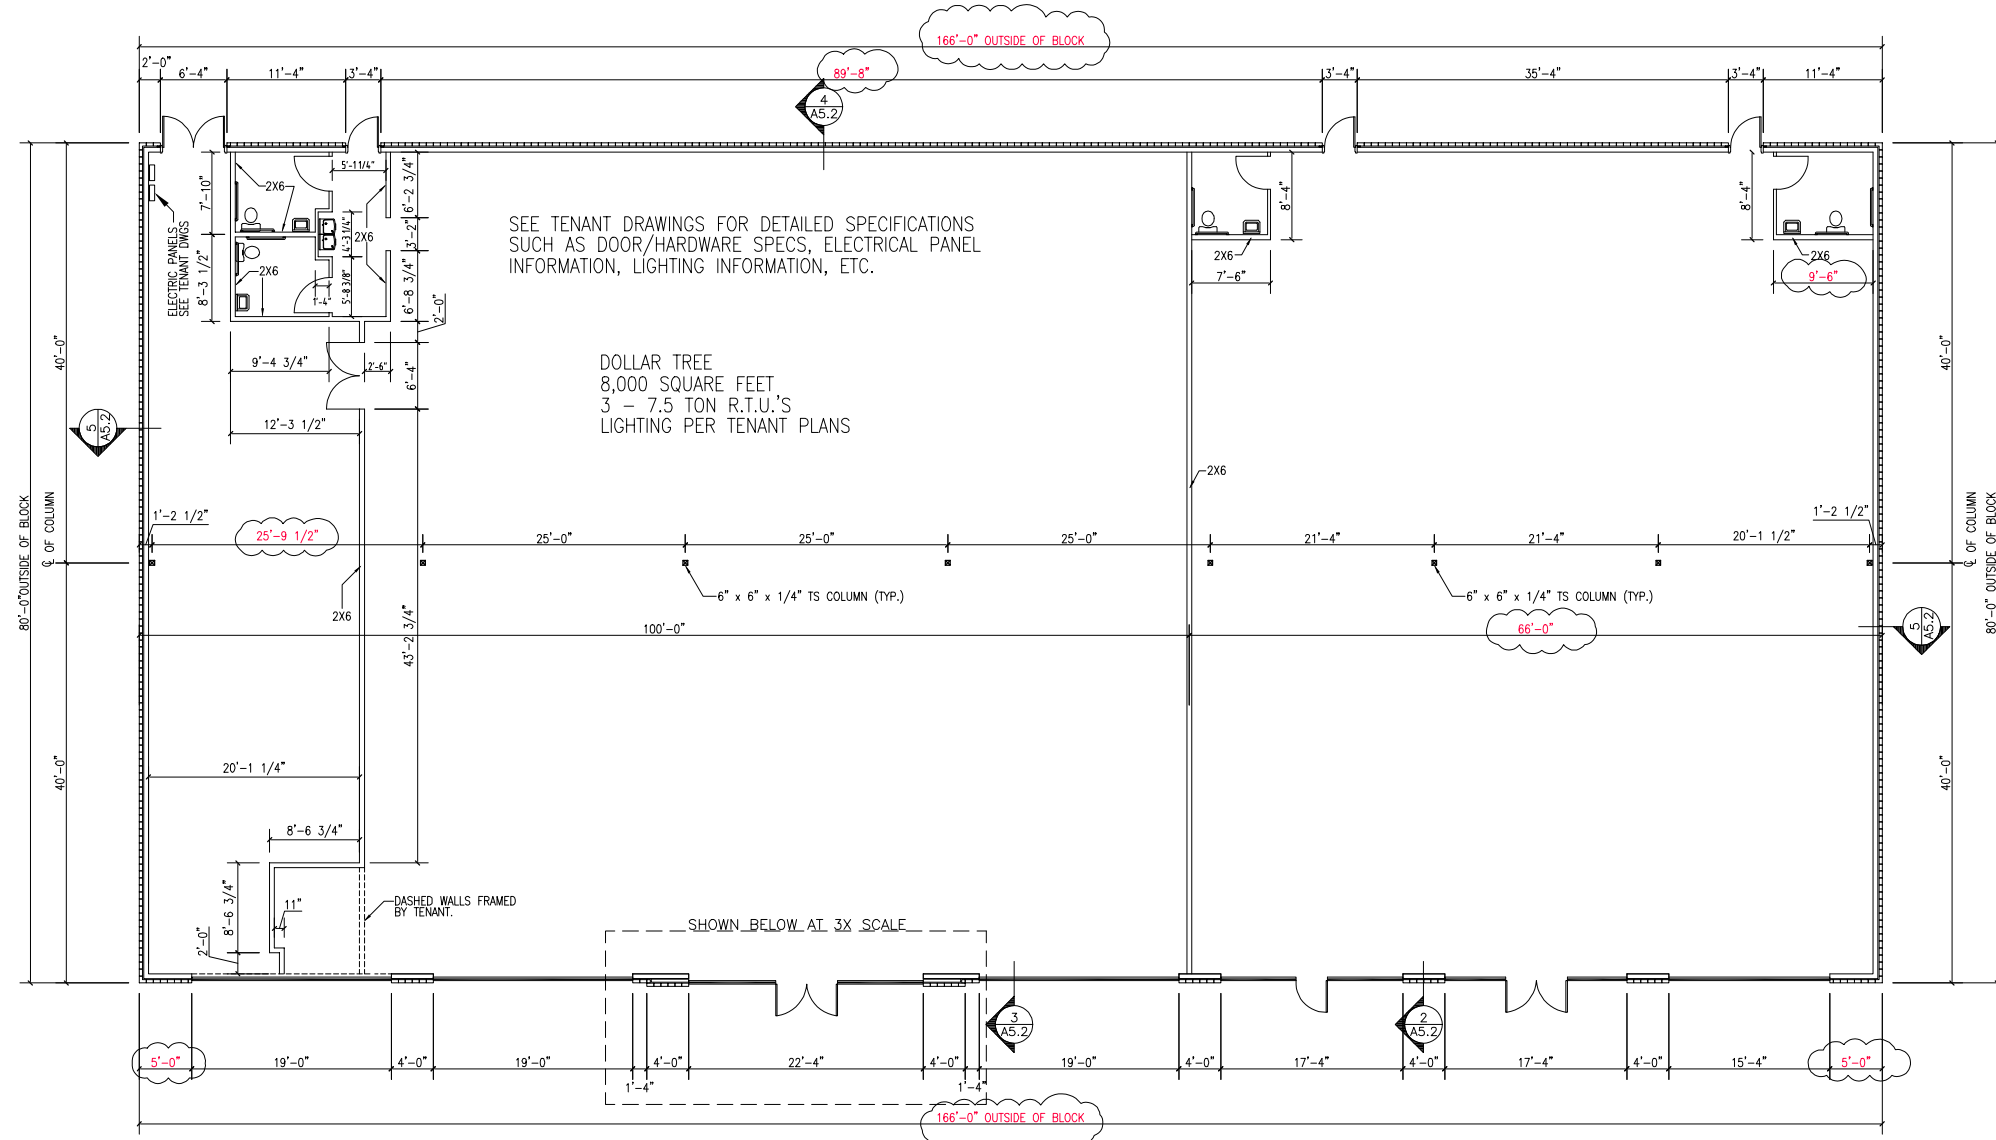 166'-0" OUTSIDE OF BLOCK
2'-0"
6'-4"
11'-4"
3'-4"
89'-8"
3'-4"
35'-4"
3'-4"
11'-4"
4
A5.2
5'-11/4"
2X6
7'-10"
6'-2 3/4"
4'-3 1/4"
3'-2"
2X6
2X6
8'-3 1/2"
1'-4"
5'-8 3/8"
6'-8 3/4"
2'-0"
ELECTRIC PANELS
SEE TENANT DWGS
SEE TENANT DRAWINGS FOR DETAILED SPECIFICATIONS
SUCH AS DOOR/HARDWARE SPECS, ELECTRICAL PANEL
INFORMATION, LIGHTING INFORMATION, ETC.
8'-4"
2X6
7'-6"
8'-4"
2X6
9'-6"
40'-0"
9'-4 3/4"
2'-6"
6'-4"
DOLLAR TREE
8,000 SQUARE FEET
3 - 7.5 TON R.T.U.'S
LIGHTING PER TENANT PLANS
40'-0"
12'-3 1/2"
5
A5.2
2X6
80'-0"OUTSIDE OF BLOCK
℄ OF COLUMN
1'-2 1/2"
25'-9 1/2"
25'-0"
25'-0"
25'-0"
21'-4"
21'-4"
20'-1 1/2"
1'-2 1/2"
℄ OF COLUMN
80'-0" OUTSIDE OF BLOCK
2X6
6" x 6" x 1/4" TS COLUMN (TYP.)
6" x 6" x 1/4" TS COLUMN (TYP.)
43'-2 3/4"
100'-0"
66'-0"
5
A5.2
40'-0"
20'-1 1/4"
40'-0"
8'-6 3/4"
8'-6 3/4"
11"
2'-0"
DASHED WALLS FRAMED
BY TENANT.
SHOWN BELOW AT 3X SCALE
3
A5.2
2
A5.2
5'-0"
19'-0"
4'-0"
19'-0"
1'-4"
4'-0"
22'-4"
4'-0"
1'-4"
19'-0"
4'-0"
17'-4"
4'-0"
17'-4"
4'-0"
15'-4"
5'-0"
166'-0" OUTSIDE OF BLOCK